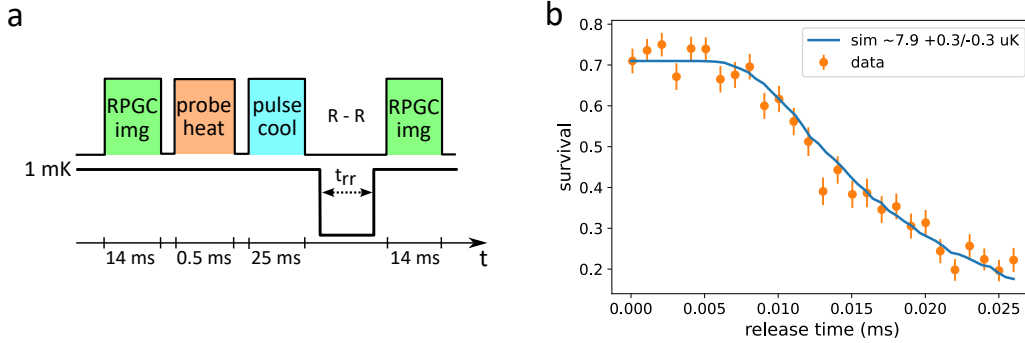 a
RPGC
img
probe
heat
pulse
cool
R - R
RPGC
img
1 mK
trr
14 ms
0.5 ms
25 ms
14 ms
t
b
sim ~7.9 +0.3/-0.3 uK
data
survival
0.8
0.7
0.6
0.5
0.4
0.3
0.2
0.000
0.005
0.010
0.015
0.020
0.025
release time (ms)